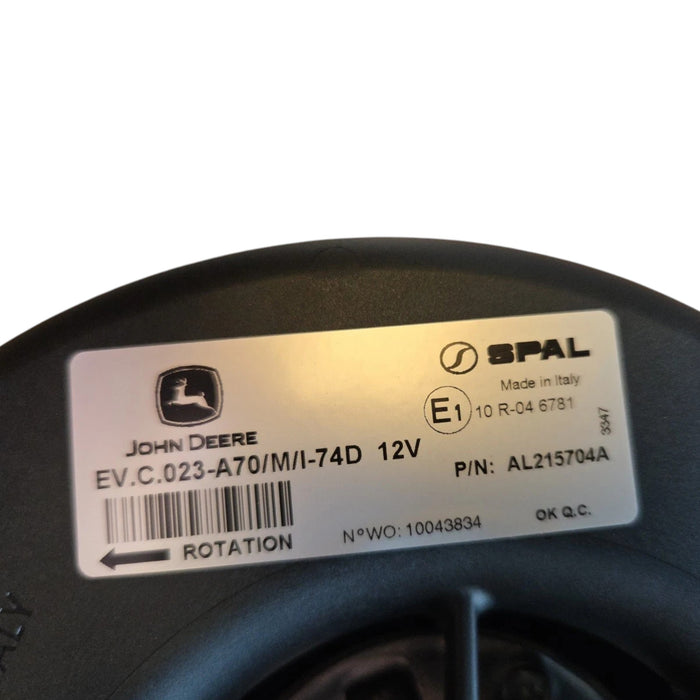 SPAL
Made in Italy
E1 10 R-04 6781
3347
JOHN DEERE
EV.C.023-A70/M/I-74D 12V
P/N: AL215704A
ROTATION
N°WO: 10043834
OK Q.C.